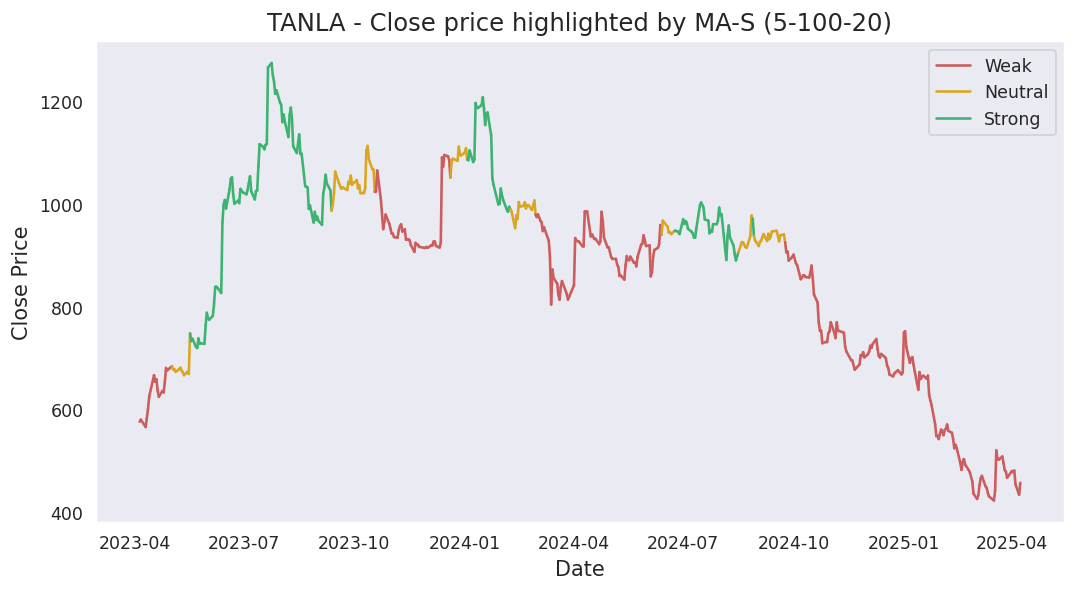 TANLA - Close price highlighted by MA-S (5-100-20)
Weak
Neutral
Strong
Close Price
1200
1000
800
600
400
2023-04 2023-07 2023-10 2024-01 2024-04 2024-07 2024-10 2025-01 2025-04
Date